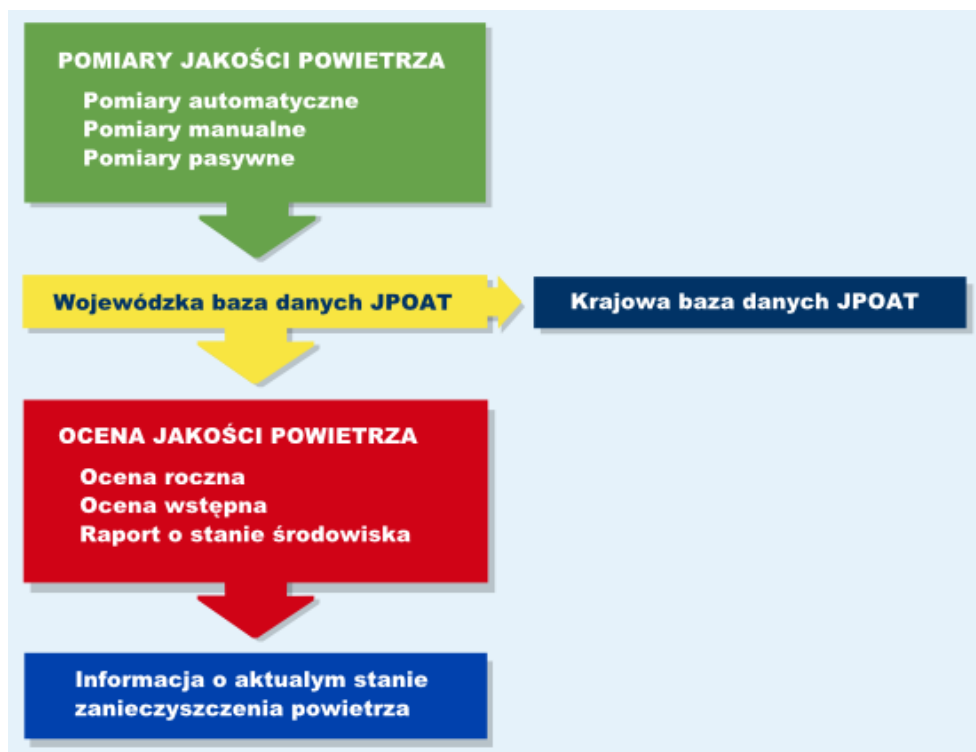 POMIARY JAKOŚCI POWIETRZA
Pomiary automatyczne
Pomiary manualne
Pomiary pasywne
Wojewódzka baza danych JPOAT
Krajowa baza danych JPOAT
OCENA JAKOŚCI POWIETRZA
Ocena roczna
Ocena wstępna
Raport o stanie środowiska
Informacja o aktualym stanie
zanieczyszczenia powietrza